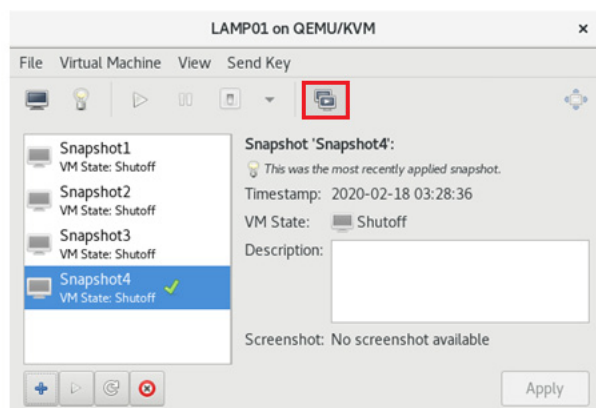 LAMP01 on QEMU/KVM
File Virtual Machine View Send Key
Snapshot1
VM State: Shutoff
Snapshot2
VM State: Shutoff
Snapshot3
VM State: Shutoff
Snapshot4
VM State: Shutoff
Snapshot 'Snapshot4':
This was the most recently applied snapshot.
Timestamp: 2020-02-18 03:28:36
VM State: Shutoff
Description:
Screenshot: No screenshot available
Apply